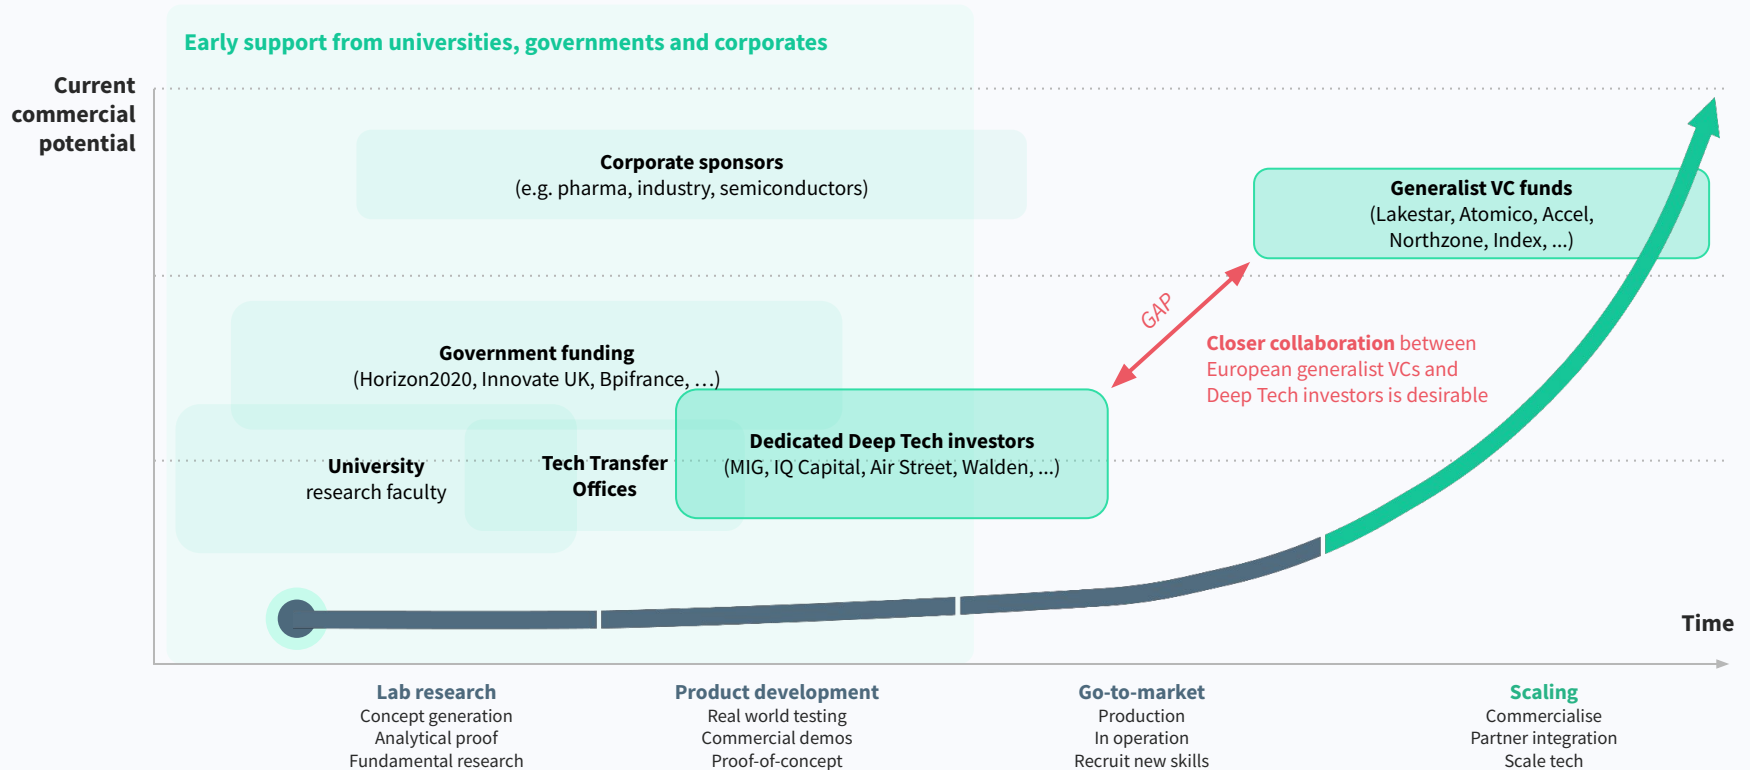 Early support from universities, governments and corporates
Current
commercial
potential
Corporate sponsors
(e.g. pharma, industry, semiconductors)
Generalist VC funds
(Lakestar, Atomico, Accel,
Northzone, Index, ...)
GAP
Closer collaboration between
European generalist VCs and
Deep Tech investors is desirable
Government funding
(Horizon2020, Innovate UK, Bpifrance, …)
Dedicated Deep Tech investors
(MIG, IQ Capital, Air Street, Walden, ...)
University
research faculty
Tech Transfer
Offices
Time
Lab research
Concept generation
Analytical proof
Fundamental research
Product development
Real world testing
Commercial demos
Proof-of-concept
Go-to-market
Production
In operation
Recruit new skills
Scaling
Commercialise
Partner integration
Scale tech